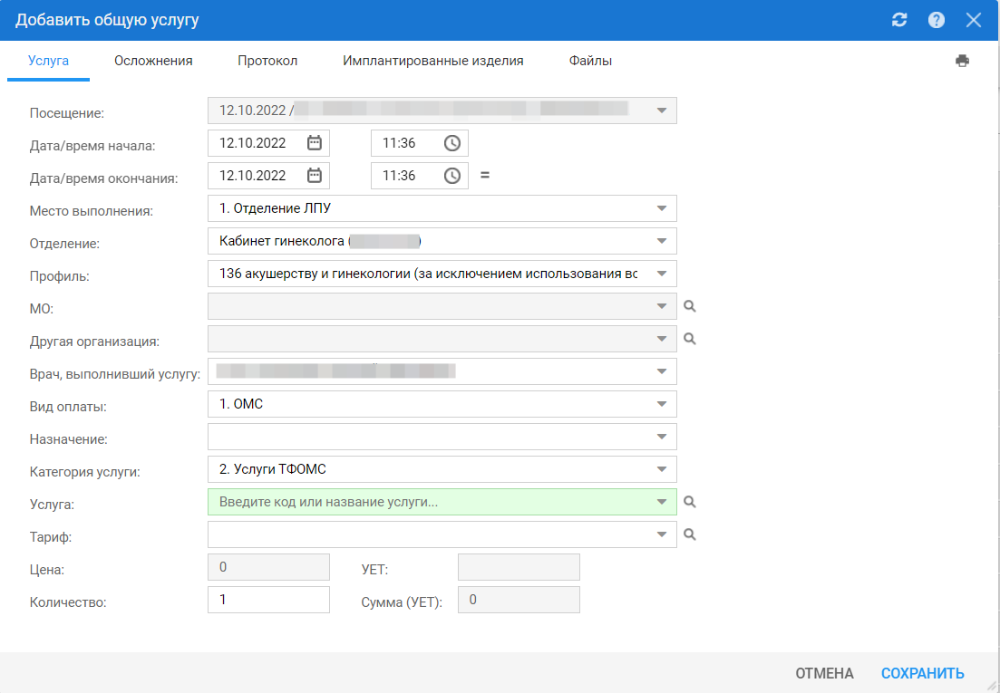 Добавить общую услугу
Услуга Осложнения Протокол Имплантированные изделия Файлы
Посещение: 12.10.2022 /
Дата/время начала: 12.10.2022 11:36
Дата/время окончания: 12.10.2022 11:36 =
Место выполнения: 1. Отделение ЛПУ
Отделение: Кабинет гинеколога ( )
Профиль: 136 акушерству и гинекологии (за исключением использования вс
МО:
Другая организация:
Врач, выполнивший услугу:
Вид оплаты: 1. ОМС
Назначение:
Категория услуги: 2. Услуги ТФОМС
Услуга: Введите код или название услуги...
Тариф:
Цена: 0 УЕТ:
Количество: 1 Сумма (УЕТ): 0
ОТМЕНА СОХРАНИТЬ